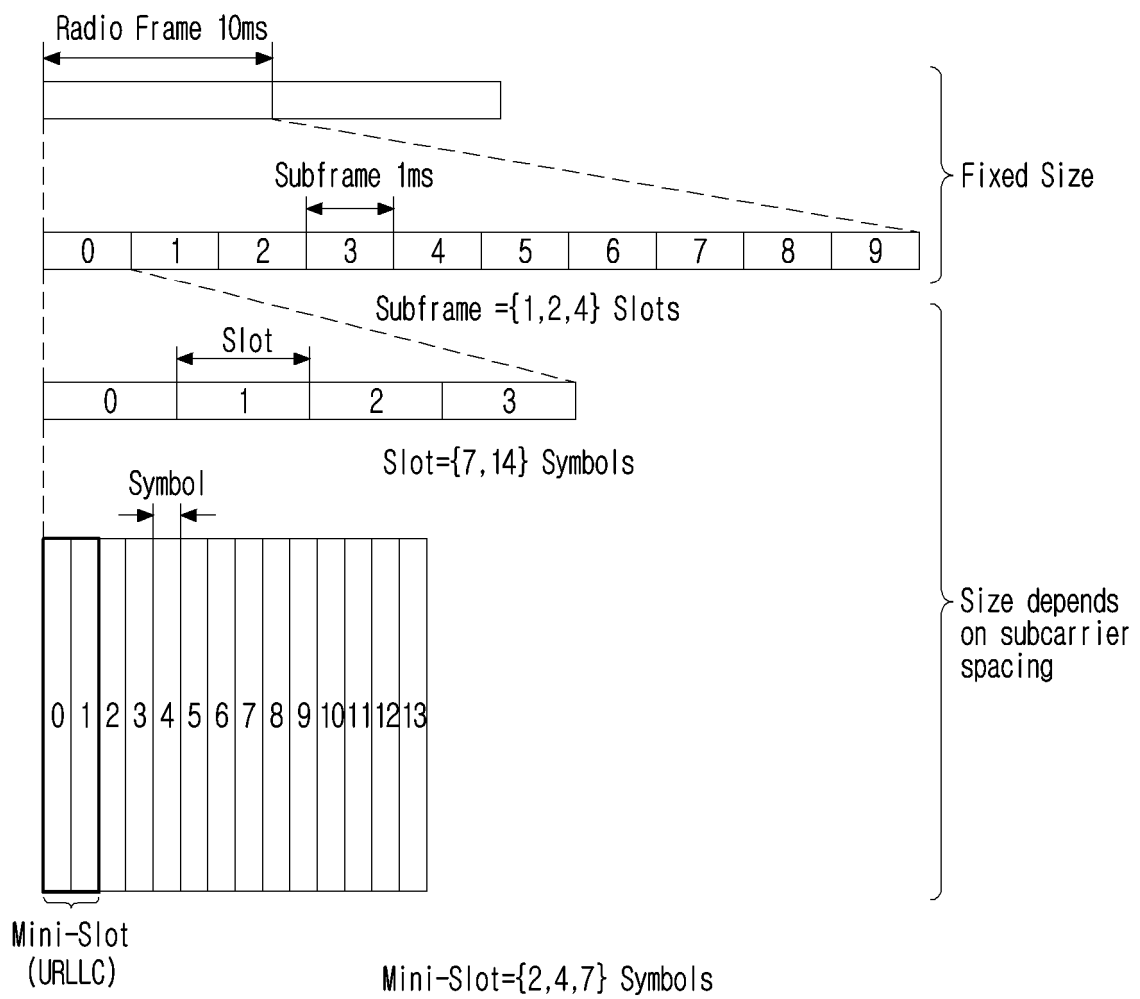 Radio Frame 10ms
Subframe 1ms
Fixed Size
0 1 2 3 4 5 6 7 8 9
Subframe ={1,2,4} Slots
Slot
0 1 2 3
Slot={7,14} Symbols
Symbol
Size depends
on subcarrier
spacing
0 1 2 3 4 5 6 7 8 9 10 11 12 13
Mini-Slot
(URLLC)
Mini-Slot={2,4,7} Symbols